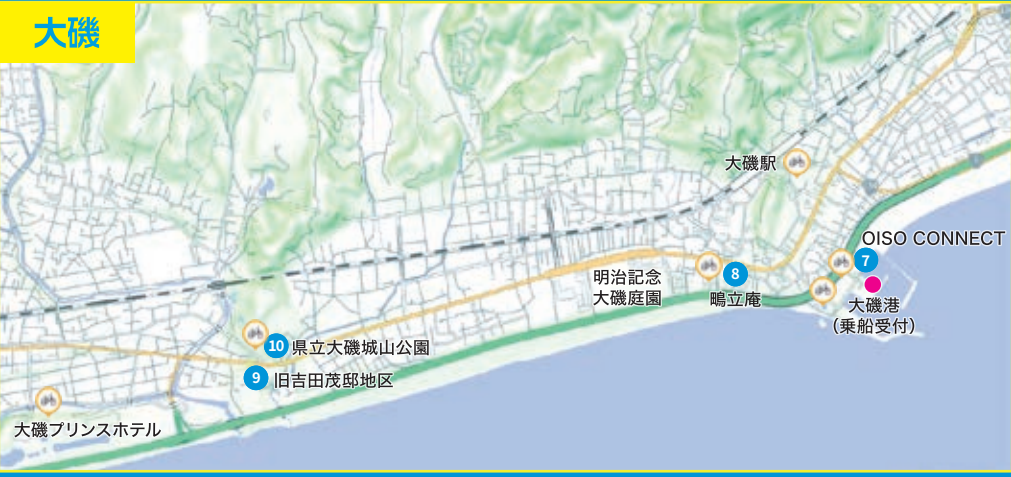 大磯
大磯駅
OISO CONNECT
7
8
明治記念
大磯庭園
鴫立庵
大磯港
(乗船受付)
10 県立大磯城山公園
9 旧吉田茂邸地区
大磯プリンスホテル